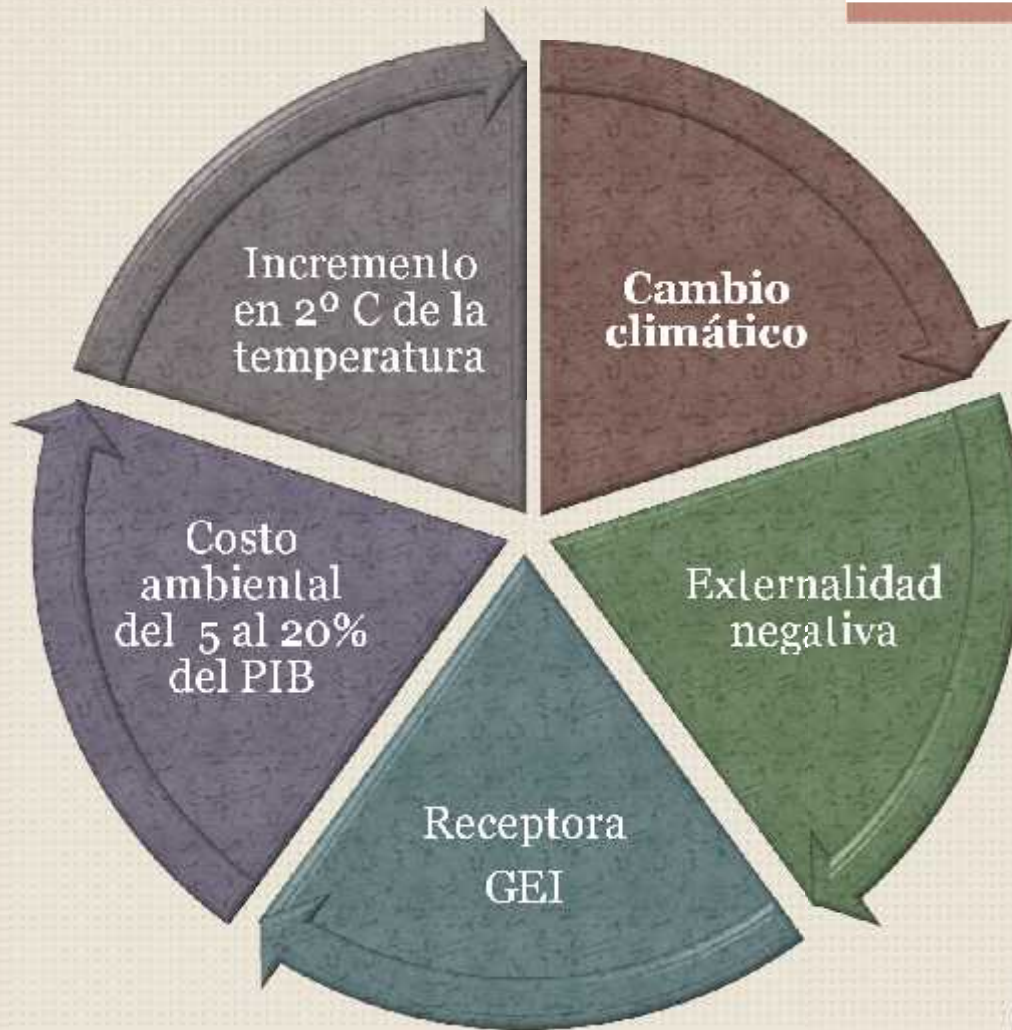 Cambio
climático
Externalidad
negativa
Receptora
GEI
Costo
ambiental
del 5 al 20%
del PIB
Incremento
en 2º C de la
temperatura